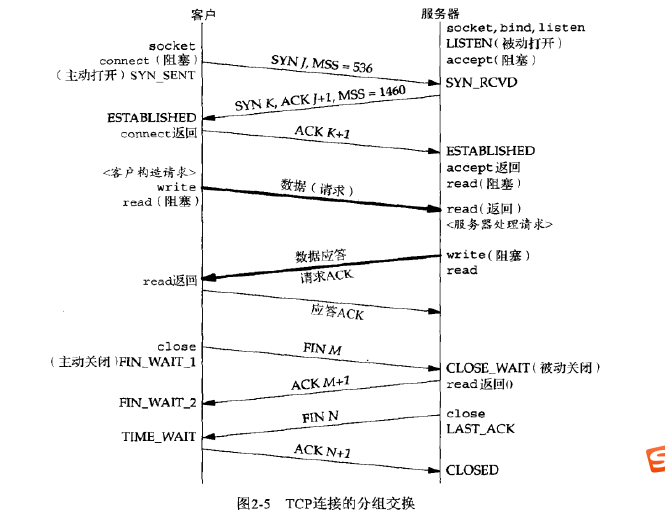 客户
服务器
socket
connect(阻塞)
(主动打开)SYN_SENT
socket, bind, listen
LISTEN(被动打开)
accept(阻塞)
SYN J, MSS = 536
SYN_RCVD
SYN K, ACK J+1, MSS = 1460
ESTABLISHED
connect返回
ACK K+1
ESTABLISHED
accept返回
read(阻塞)
<客户构造请求>
write
read(阻塞)
数据(请求)
read(返回)
<服务器处理请求>
数据应答
请求ACK
write(阻塞)
read
read返回
应答ACK
close
(主动关闭)FIN_WAIT_1
FIN M
CLOSE_WAIT(被动关闭)
read返回0
ACK M+1
FIN_WAIT_2
FIN N
close
LAST_ACK
TIME_WAIT
ACK N+1
CLOSED
图2-5 TCP连接的分组交换